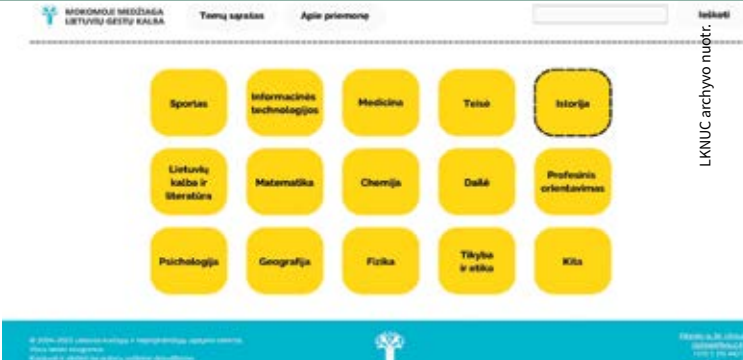 MOKOMOJI MEDŽIAGA
LIETUVIŲ GESTŲ KALBA
Temų sąrašas
Apie priemonę
Ieškoti
LKNUC archyvo nuotr.
Sportas
Informacinės
technologijos
Medicina
Teisė
Istorija
Lietuvių
kalba ir
literatūra
Matematika
Chemija
Dailė
Profesinis
orientavimas
Psichologija
Geografija
Fizika
Tikyba
ir etika
Kita